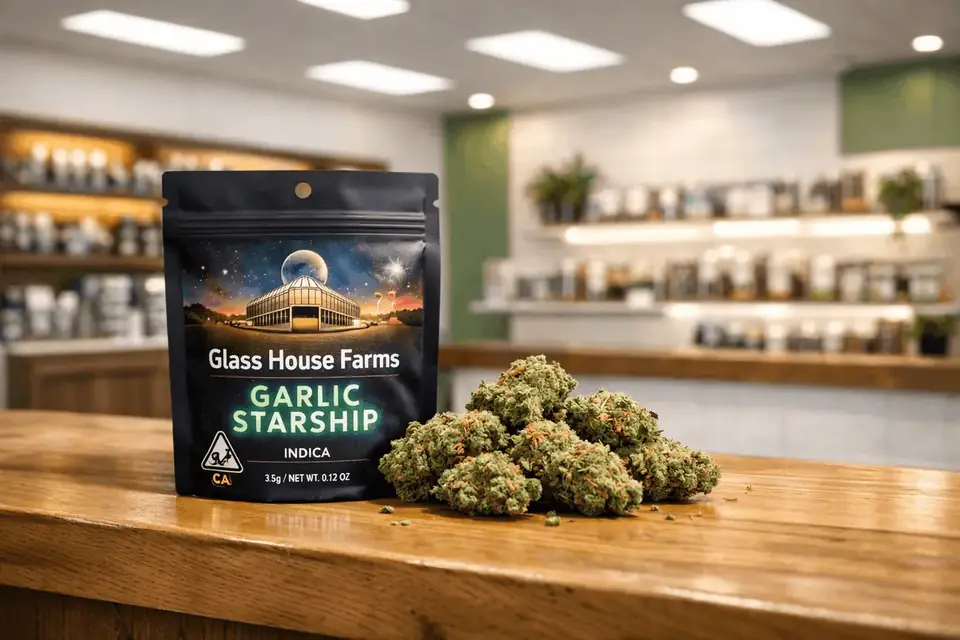 Glass House Farms
GARLIC
STARSHIP
INDICA
CA
3.5g / NET WT. 0.12 OZ